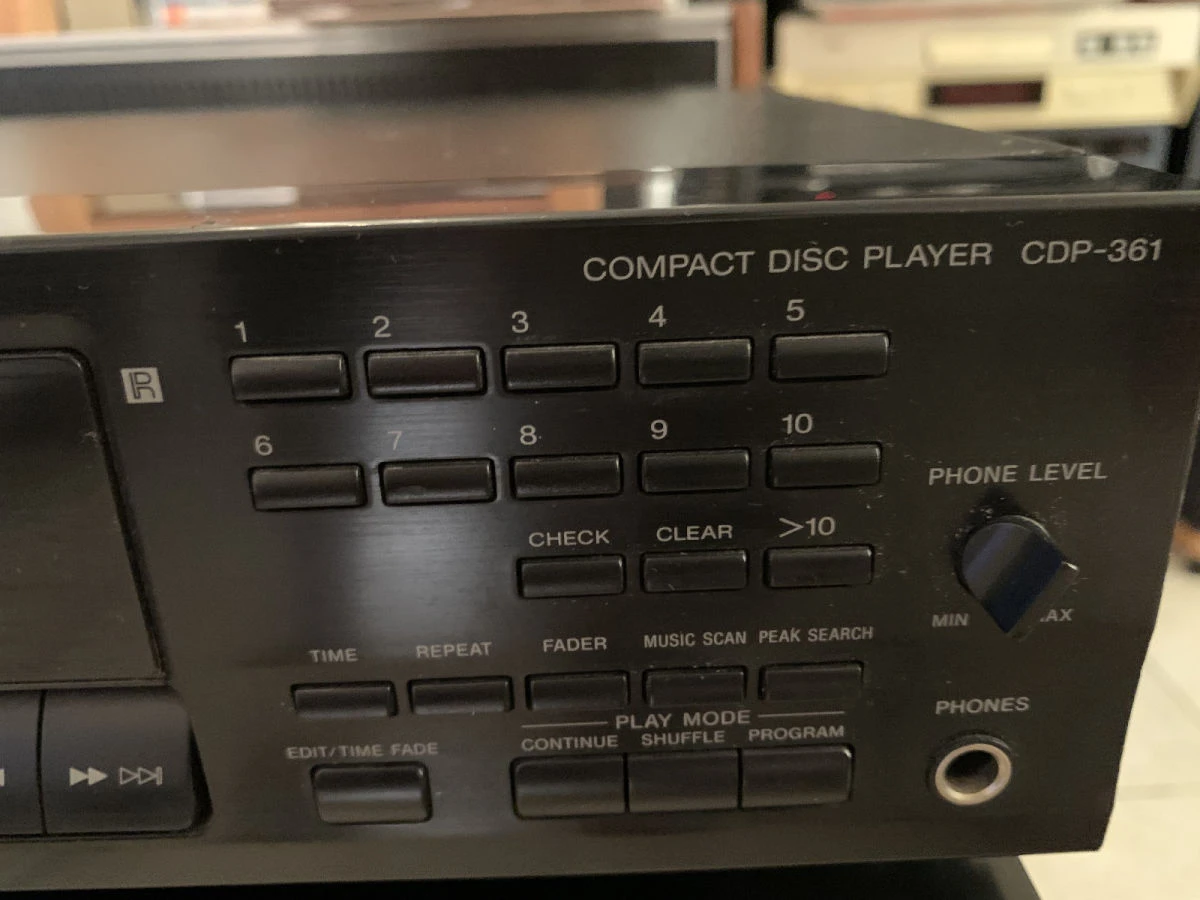 COMPACT DISC PLAYER CDP-361
1 2 3 4 5
R
6 7 8 9 10
PHONE LEVEL
CHECK CLEAR >10
MIN AX
TIME REPEAT FADER MUSIC SCAN PEAK SEARCH
PHONES
PLAY MODE
EDIT/TIME FADE CONTINUE SHUFFLE PROGRAM